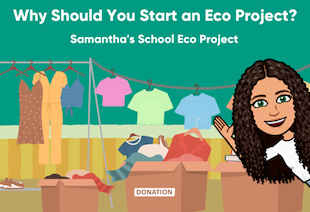 Why Should You Start an Eco Project?
Samantha's School Eco Project
DONATION